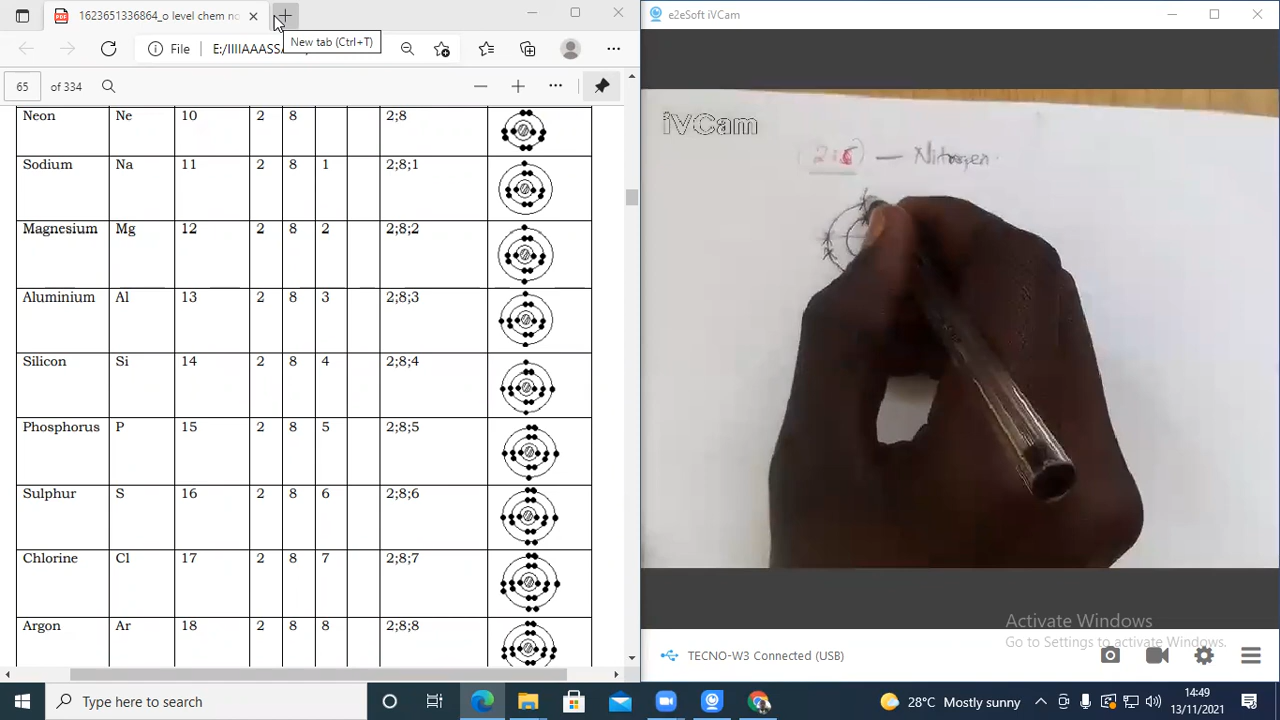 1623651336864_o level chem no
e2eSoft iVCam
New tab (Ctrl+T)
File
E:/IIIIAAASS
65
of 334
iVCam
Nitrogen
Neon Ne 10 2 8 2;8
Sodium Na 11 2 8 1 2;8;1
Magnesium Mg 12 2 8 2 2;8;2
Aluminium Al 13 2 8 3 2;8;3
Silicon Si 14 2 8 4 2;8;4
Phosphorus P 15 2 8 5 2;8;5
Sulphur S 16 2 8 6 2;8;6
Chlorine Cl 17 2 8 7 2;8;7
Argon Ar 18 2 8 8 2;8;8
Activate Windows
Go to Settings to activate Windows.
TECNO-W3 Connected (USB)
Type here to search
28°C Mostly sunny
14:49
13/11/2021